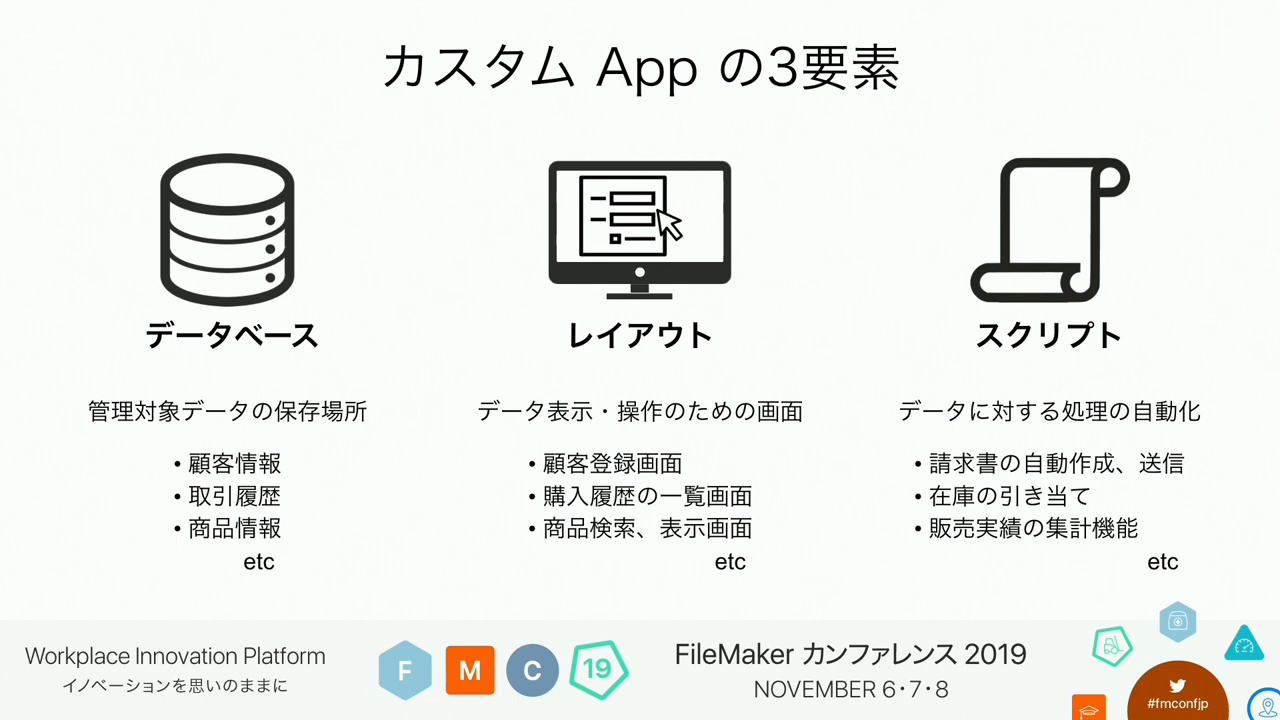 カスタム App の3要素
データベース
管理対象データの保存場所
• 顧客情報
• 取引履歴
• 商品情報
etc
レイアウト
データ表示・操作のための画面
• 顧客登録画面
• 購入履歴の一覧画面
• 商品検索、表示画面
etc
スクリプト
データに対する処理の自動化
• 請求書の自動作成、送信
• 在庫の引き当て
• 販売実績の集計機能
etc
Workplace Innovation Platform
イノベーションを思いのままに
F M C 19
FileMaker カンファレンス 2019
NOVEMBER 6・7・8
#fmconfjp